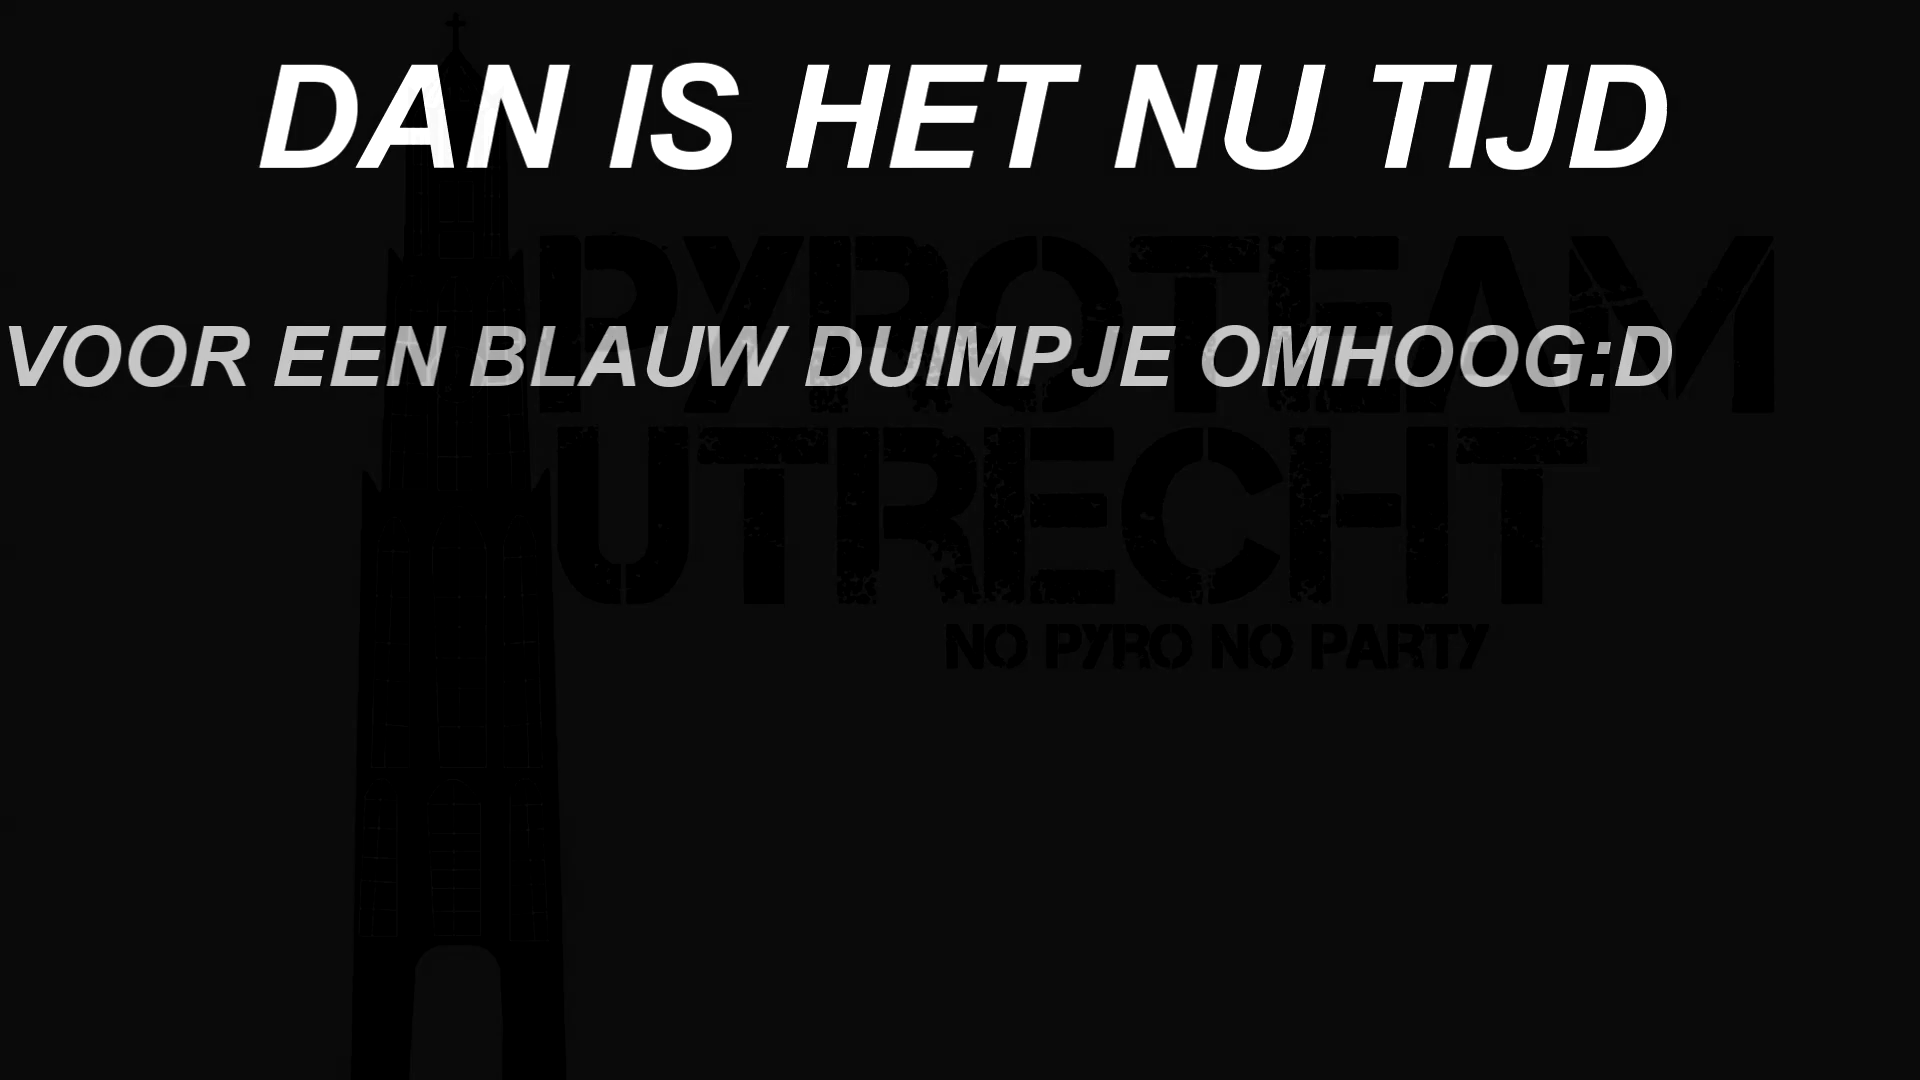 DAN IS HET NU TIJD
VOOR EEN BLAUW DUIMPJE OMHOOG:D
PYROTEAM
UTRECHT
NO PYRO NO PARTY